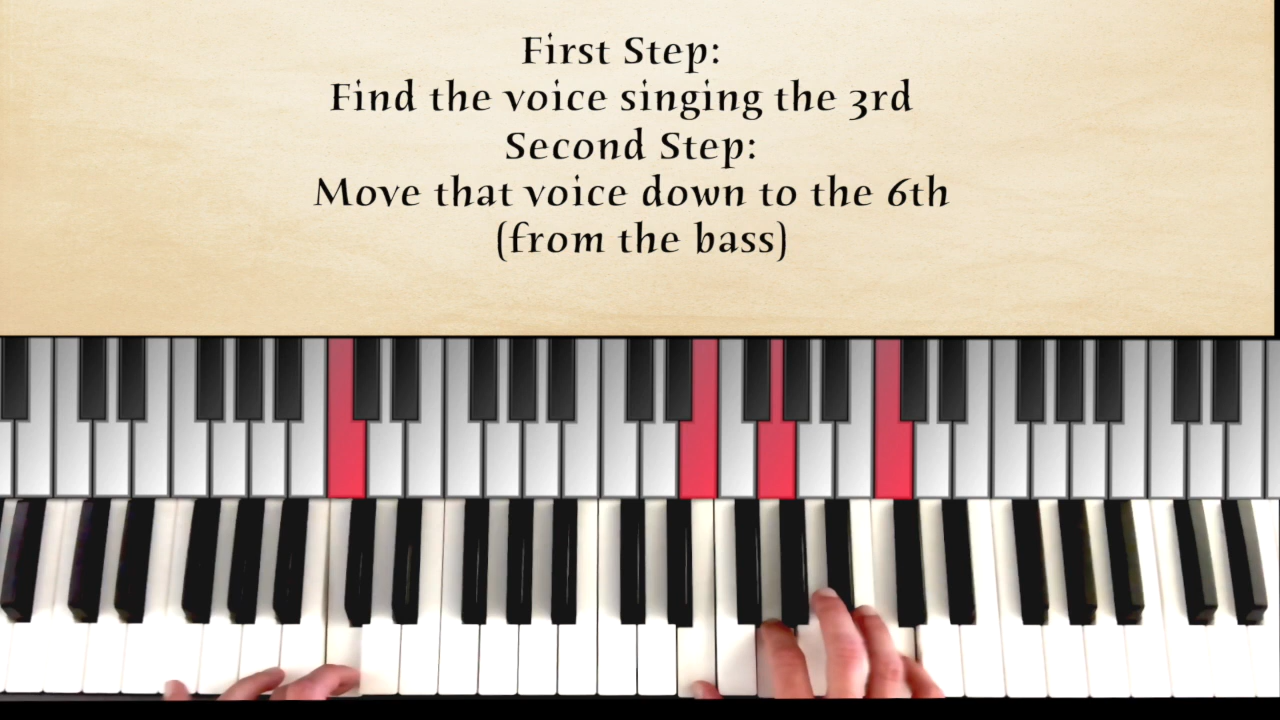 First Step:
Find the voice singing the 3rd
Second Step:
Move that voice down to the 6th
(from the bass)